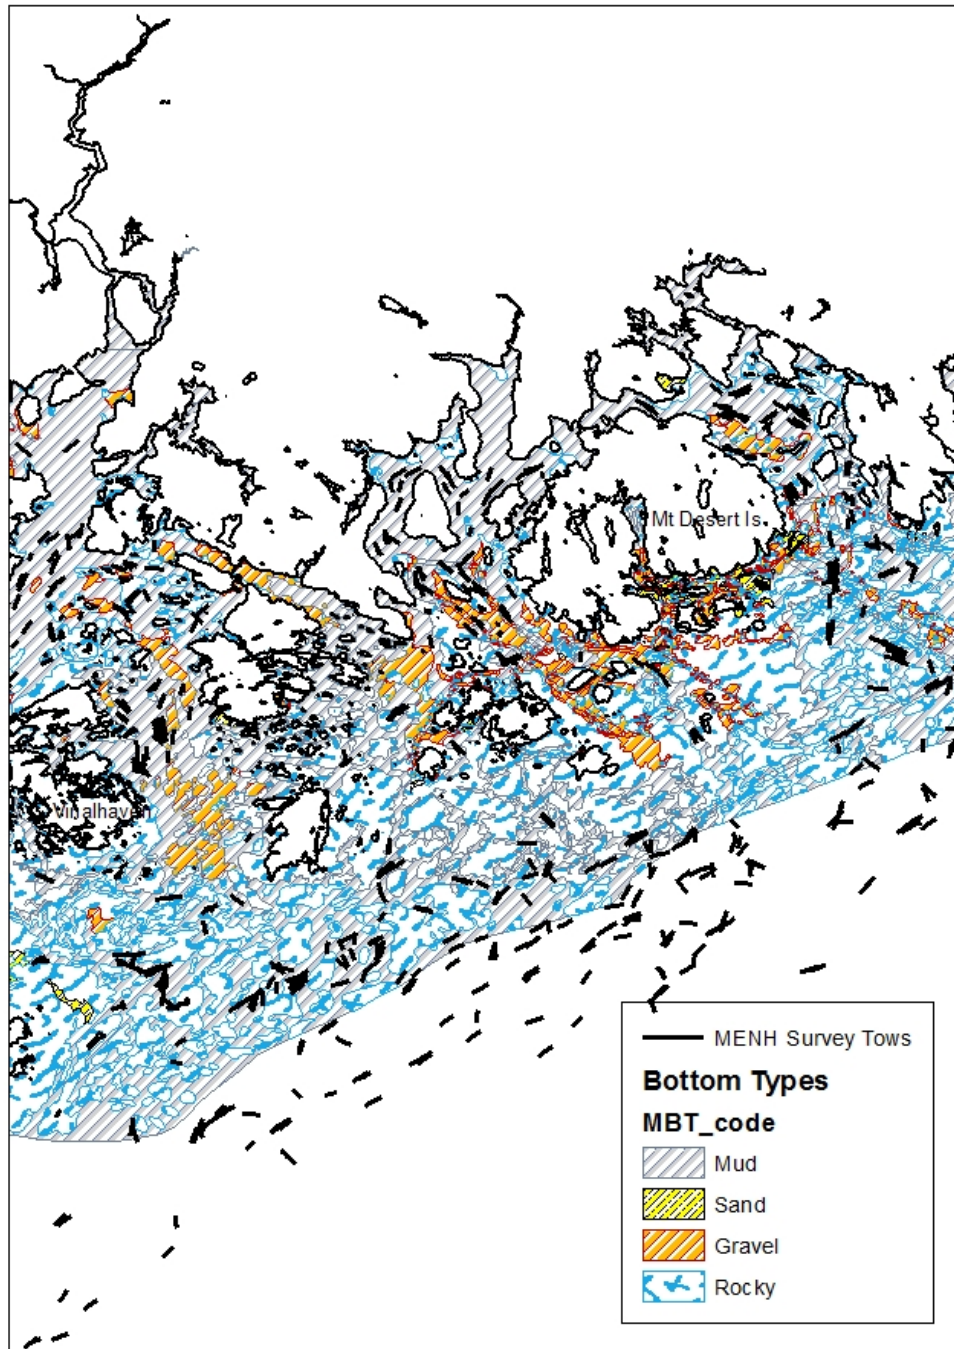 Mt Desert Is.
Vinalhaven
MENH Survey Tows
Bottom Types
MBT_code
Mud
Sand
Gravel
Rocky